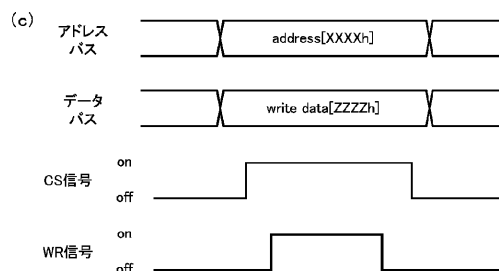 (c)
アドレス
バス
address[XXXXh]
データ
バス
write data[ZZZZh]
on
CS信号
off
on
WR信号
off